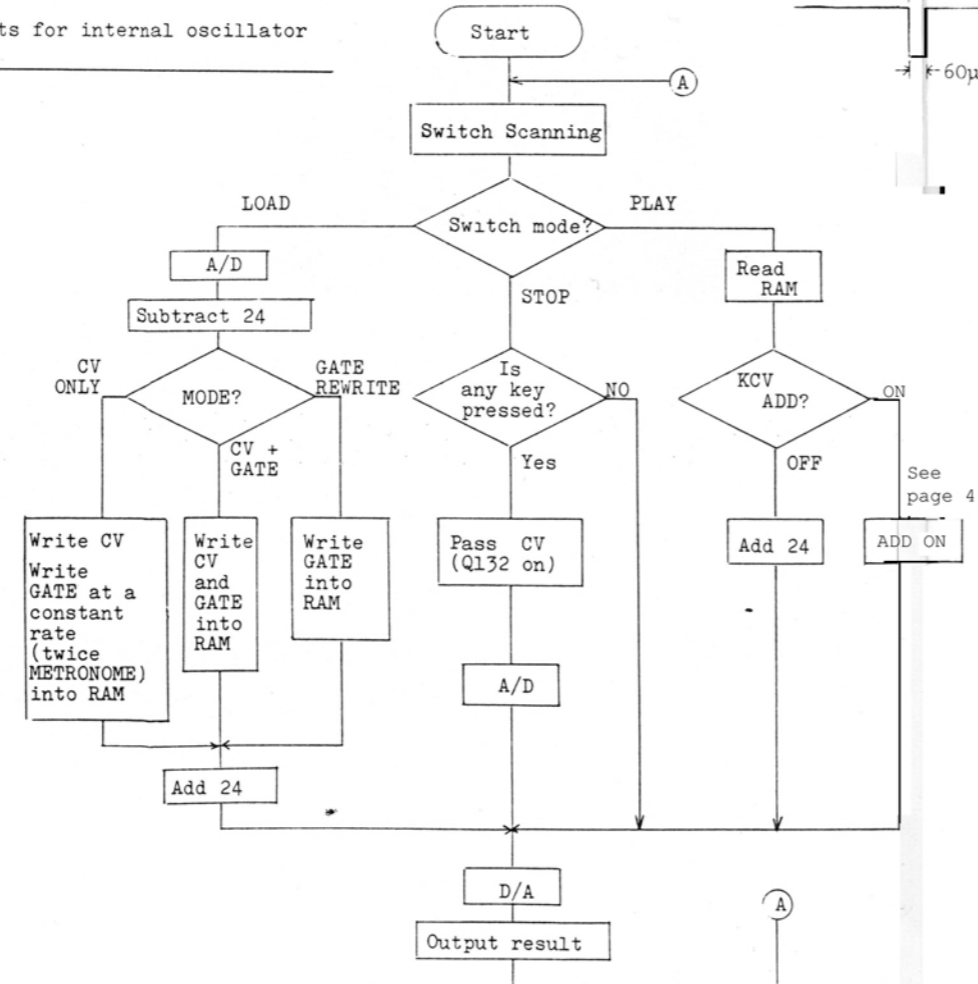 ts for internal oscillator
Start
60µ
A
Switch Scanning
LOAD
Switch mode?
PLAY
A/D
Subtract 24
STOP
Read
RAM
CV
ONLY
MODE?
GATE
REWRITE
CV +
GATE
Is
any key
pressed?
NO
Yes
KCV
ADD?
ON
OFF
See
page 4
Write CV
Write
GATE at a
constant
rate
(twice
METRONOME)
into RAM
Write
CV
and
GATE
into
RAM
Write
GATE
into
RAM
Pass CV
(Q132 on)
Add 24
ADD ON
A/D
Add 24
D/A
A
Output result